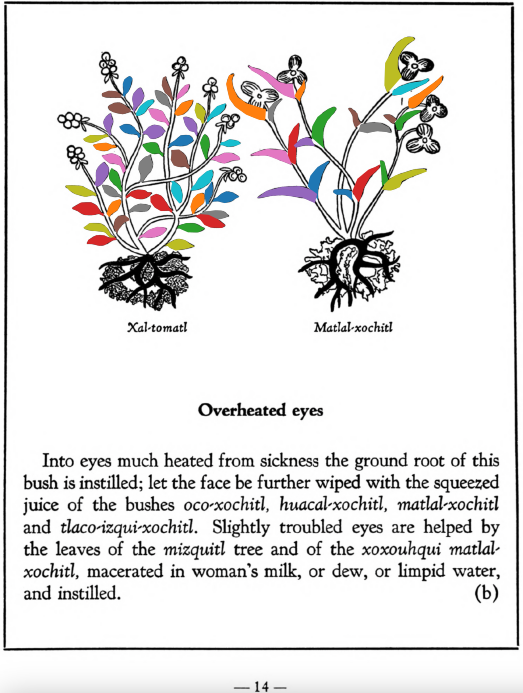 Xal-tomatl
Matlal-xochitl
Overheated eyes
Into eyes much heated from sickness the ground root of this
bush is instilled; let the face be further wiped with the squeezed
juice of the bushes oco-xochitl, huacal-xochitl, matlal-xochitl
and tlaco-izqui-xochitl. Slightly troubled eyes are helped by
the leaves of the mizquitl tree and of the xoxouhqui matlal-
xochitl, macerated in woman's milk, or dew, or limpid water,
and instilled. (b)
— 14 —